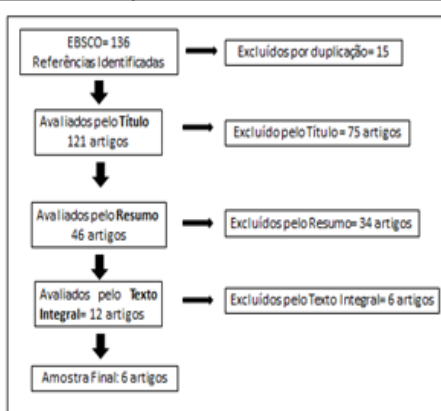 EBSCO= 136
Referências Identificadas
Excluídos por duplicação= 15
Avaliados pelo Título
121 artigos
Excluído pelo Título= 75 artigos
Avaliados pelo Resumo
46 artigos
Excluídos pelo Resumo= 34 artigos
Avaliados pelo Texto
Integral= 12 artigos
Excluídos pelo Texto Integral= 6 artigos
Amostra Final: 6 artigos